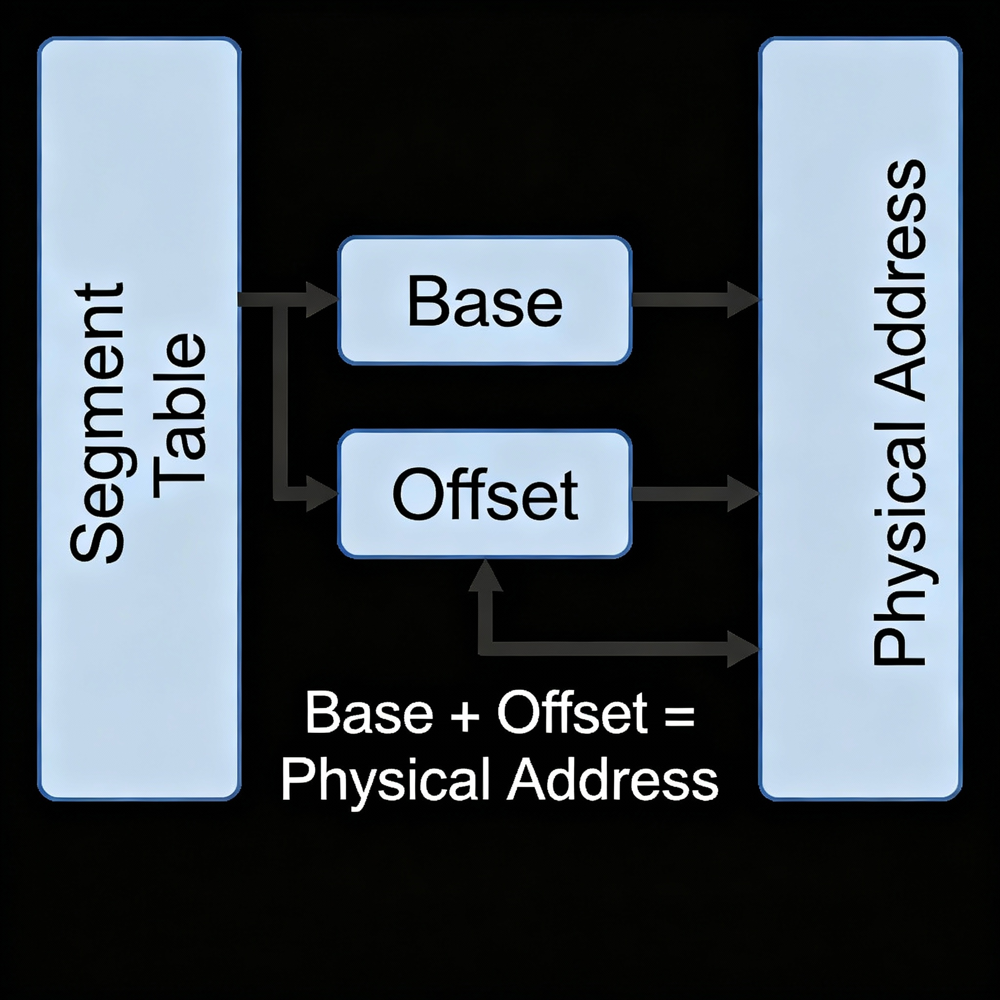 Segment
Table
Base
Offset
Physical Address
Base + Offset =
Physical Address